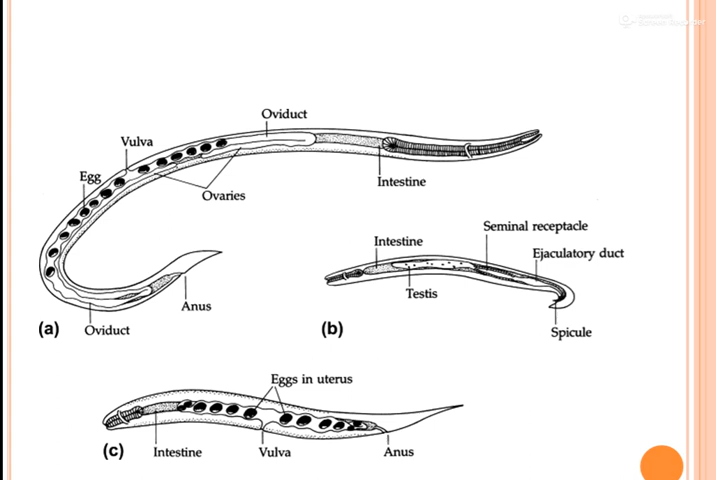 Oviduct
Vulva
Egg
Ovaries
Intestine
Anus
(a)
Oviduct
Intestine
Seminal receptacle
Ejaculatory duct
Testis
(b)
Spicule
Eggs in uterus
(c)
Intestine
Vulva
Anus